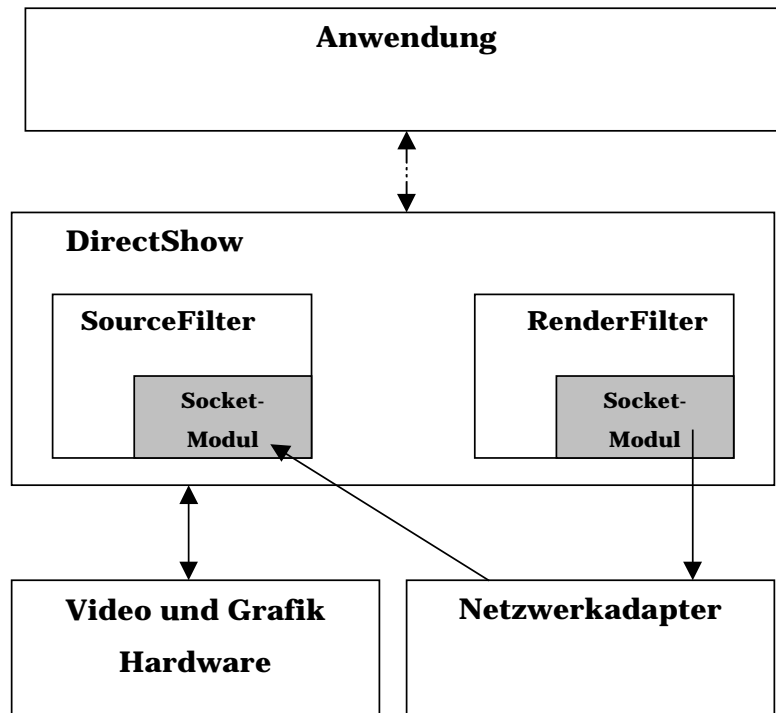 Anwendung
DirectShow
SourceFilter
RenderFilter
Socket-
Modul
Socket-
Modul
Video und Grafik
Hardware
Netzwerkadapter